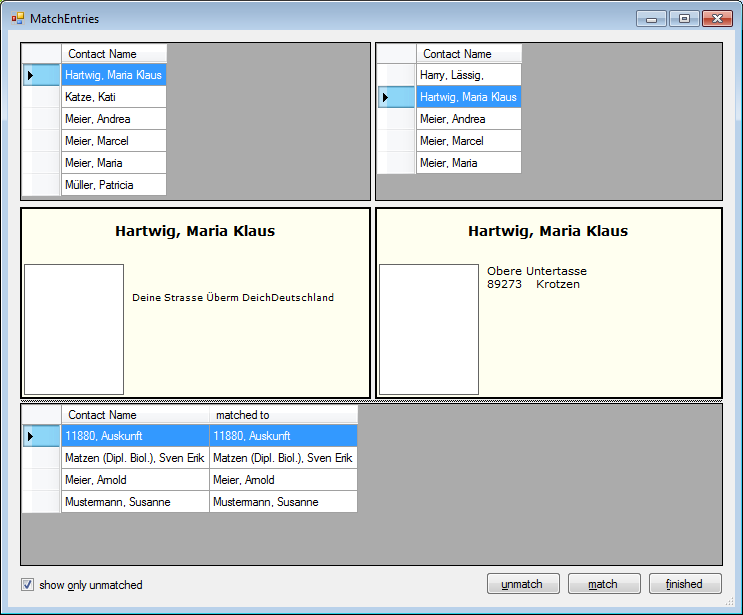 MatchEntries
Contact Name
Hartwig, Maria Klaus
Katze, Kati
Meier, Andrea
Meier, Marcel
Meier, Maria
Müller, Patricia
Contact Name
Harry, Lässig,
Hartwig, Maria Klaus
Meier, Andrea
Meier, Marcel
Meier, Maria
Hartwig, Maria Klaus
Deine Strasse Überm DeichDeutschland
Hartwig, Maria Klaus
Obere Untertasse
89273 Krotzen
Contact Name matched to
11880, Auskunft 11880, Auskunft
Matzen (Dipl. Biol.), Sven Erik Matzen (Dipl. Biol.), Sven Erik
Meier, Arnold Meier, Arnold
Mustermann, Susanne Mustermann, Susanne
show only unmatched
unmatch match finished